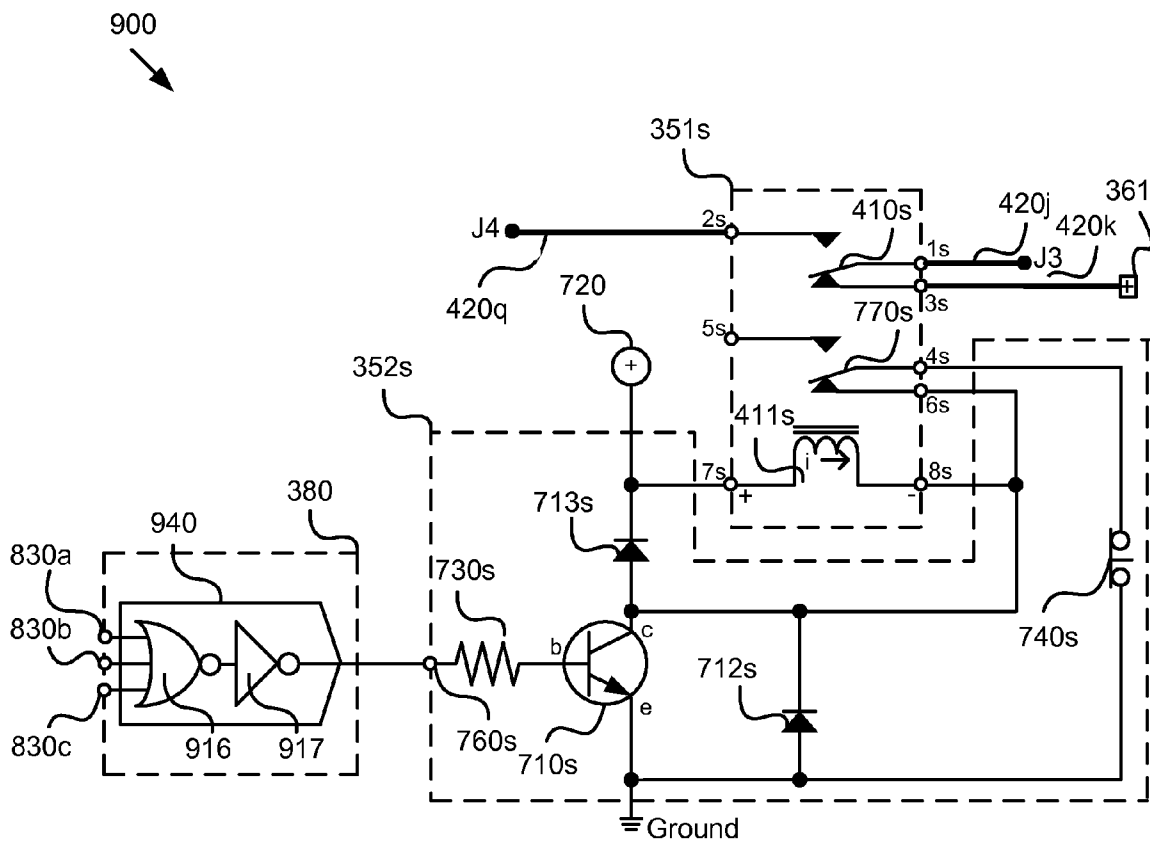 900
351s
361
410s
420j
420k
J4
2s
1s
J3
3s
420q
720
5s
770s
4s
6s
+
352s
411s
i
7s
8s
+
-
940
380
713s
830a
730s
830b
b
c
740s
712s
e
830c
916
917
760s
710s
Ground
+